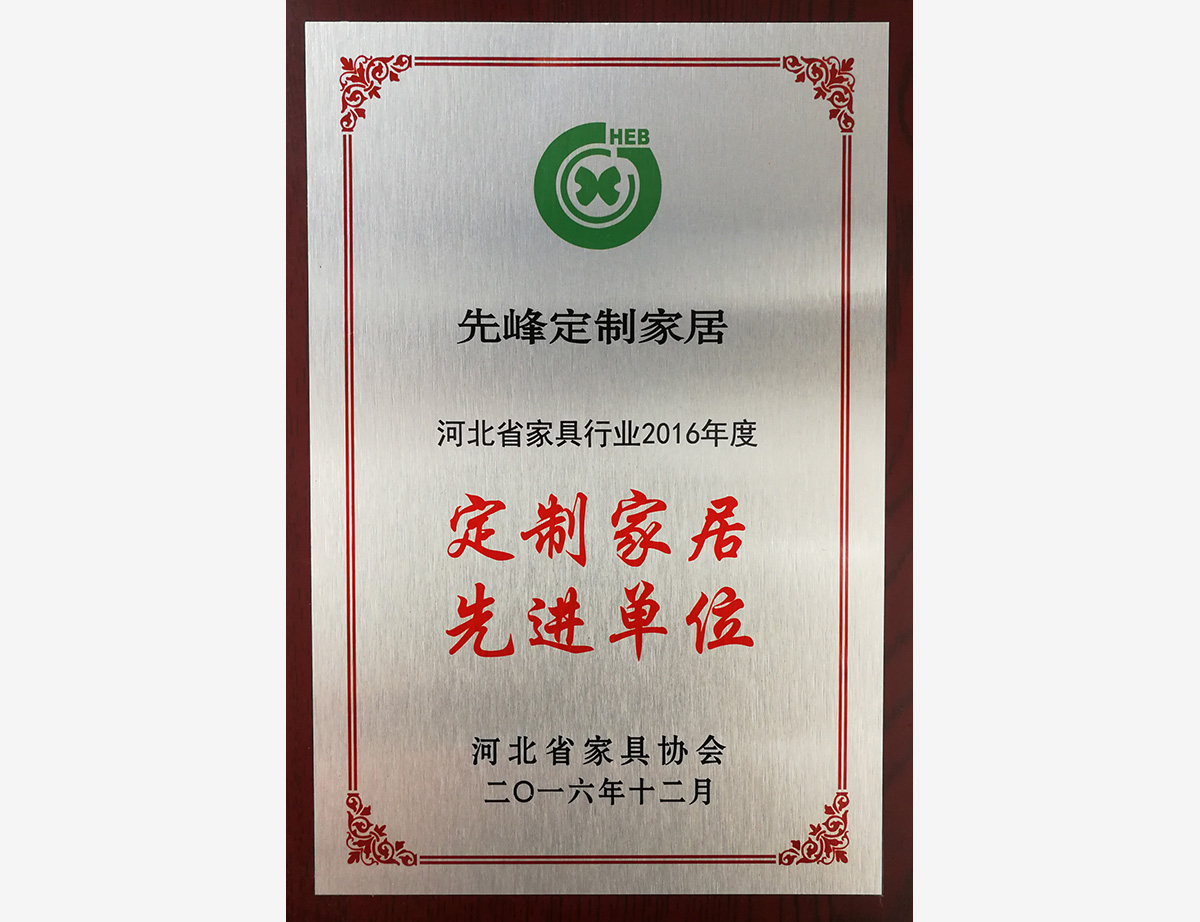 HEB
先峰定制家居
河北省家具行业2016年度
定制家居
先进单位
河北省家具协会
二〇一六年十二月